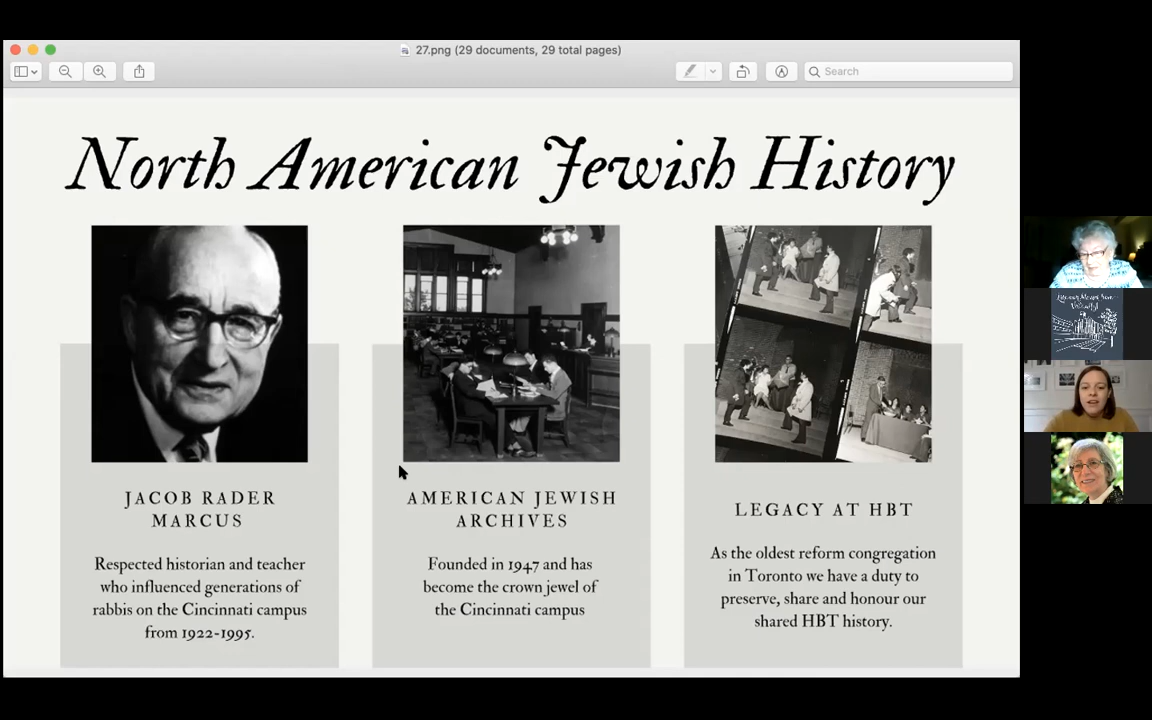 27.png (29 documents, 29 total pages)
Search
North American Jewish History
JACOB RADER
MARCUS
Respected historian and teacher
who influenced generations of
rabbis on the Cincinnati campus
from 1922-1995.
AMERICAN JEWISH
ARCHIVES
Founded in 1947 and has
become the crown jewel of
the Cincinnati campus
LEGACY AT HBT
As the oldest reform congregation
in Toronto we have a duty to
preserve, share and honour our
shared HBT history.